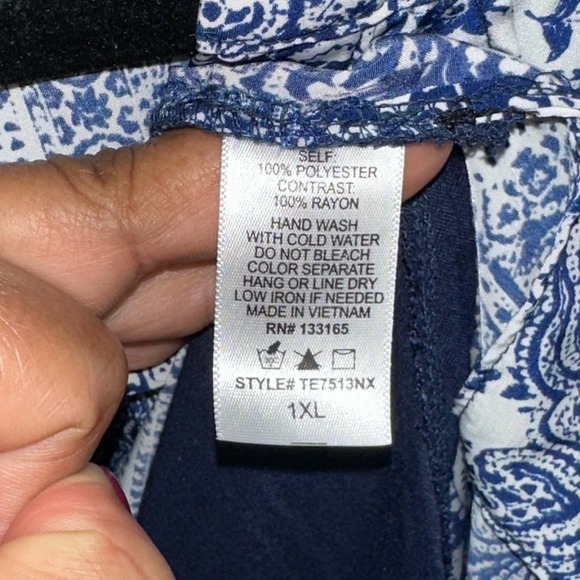 SELF:
100% POLYESTER
CONTRAST:
100% RAYON
HAND WASH
WITH COLD WATER
DO NOT BLEACH
COLOR SEPARATE
HANG OR LINE DRY
LOW IRON IF NEEDED
MADE IN VIETNAM
RN# 133165
STYLE# TE7513NX
1XL